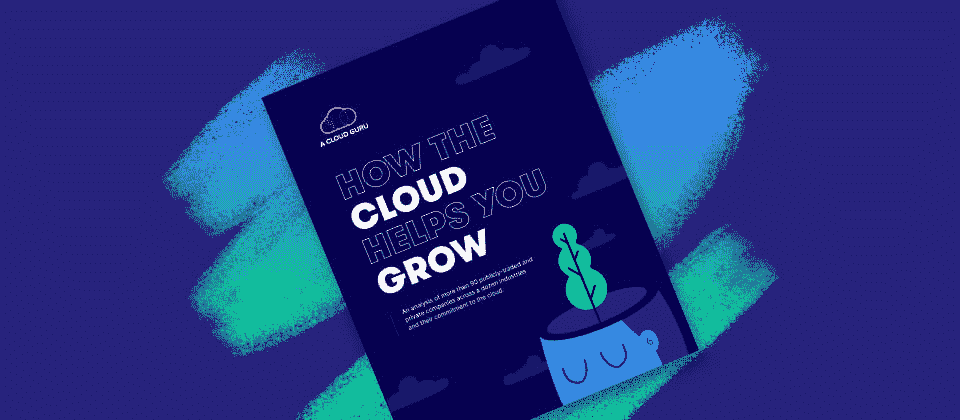 A CLOUD GURU
HOW THE
CLOUD
HELPS YOU
GROW
An analysis of more than 90 publicly-traded and
private companies across a dozen industries
and their commitment to the cloud